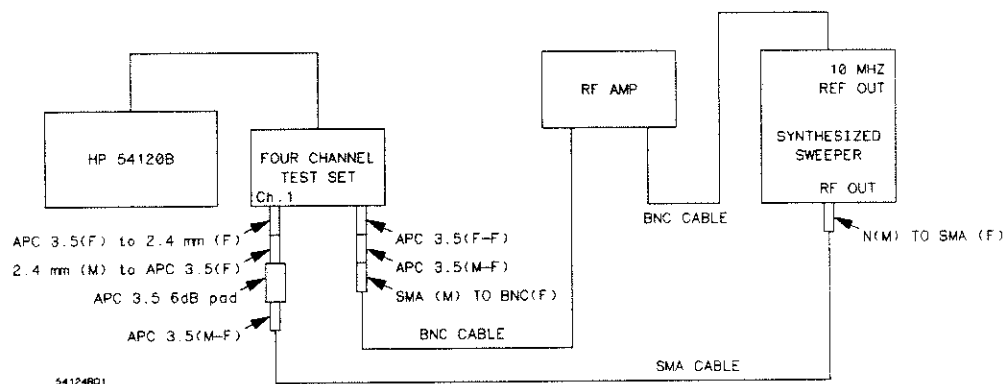 10 MHZ
REF OUT
RF AMP
SYNTHESIZED
SWEEPER
HP 54120B
FOUR CHANNEL
TEST SET
Ch.1
RF OUT
BNC CABLE
APC 3.5(F) to 2.4 mm (F)
APC 3.5(F-F)
N(M) TO SMA (F)
2.4 mm (M) to APC 3.5(F)
APC 3.5(M-F)
APC 3.5 6dB pad
SMA (M) TO BNC(F)
APC 3.5(M-F)
BNC CABLE
SMA CABLE
54124B01